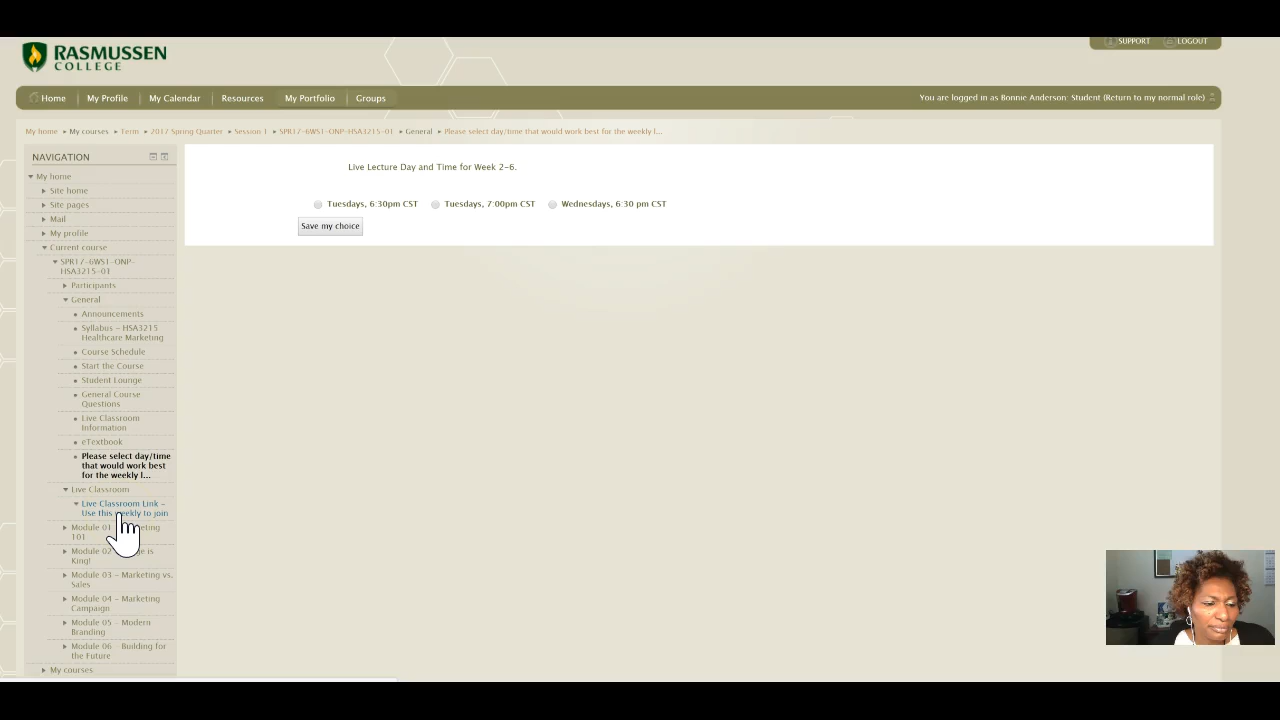 RASMUSSEN
COLLEGE
SUPPORT LOGOUT
Home My Profile My Calendar Resources My Portfolio Groups
You are logged in as Bonnie Anderson: Student (Return to my normal role)
My home My courses Term 2017 Spring Quarter Session 1 SPR17-6WS1-ONP-HSA3215-01 General Please select day/time that would work best for the weekly l...
NAVIGATION
My home
Site home
Site pages
Mail
My profile
Current course
SPR17-6WS1-ONP-
HSA3215-01
Participants
General
Announcements
Syllabus - HSA3215
Healthcare Marketing
Course Schedule
Start the Course
Student Lounge
General Course
Questions
Live Classroom
Information
eTextbook
Please select day/time
that would work best
for the weekly l...
Live Classroom
Live Classroom Link -
Use this weekly to join
Module 01
101
Module 02 is
King!
Module 03 - Marketing vs.
Sales
Module 04 - Marketing
Campaign
Module 05 - Modern
Branding
Module 06 - Building for
the Future
My courses
Live Lecture Day and Time for Week 2-6.
Tuesdays, 6:30pm CST Tuesdays, 7:00pm CST Wednesdays, 6:30 pm CST
Save my choice